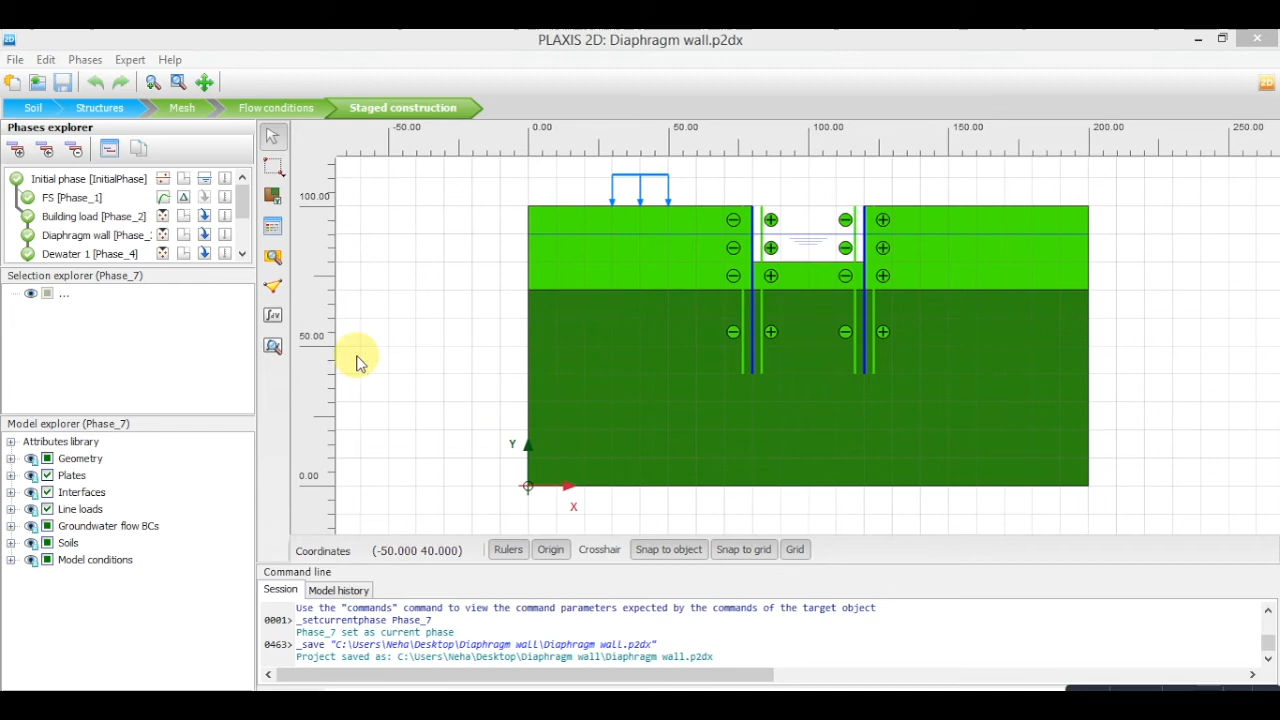 PLAXIS 2D: Diaphragm wall.p2dx
File Edit Phases Expert Help
Soil Structures Mesh Flow conditions Staged construction
Phases explorer
Initial phase [InitialPhase]
FS [Phase_1]
Building load [Phase_2]
Diaphragm wall [Phase_:
Dewater 1 [Phase_4]
Selection explorer (Phase_7)
...
Model explorer (Phase_7)
Attributes library
Geometry
Plates
Interfaces
Line loads
Groundwater flow BCs
Soils
Model conditions
-50.00 0.00 50.00 100.00 150.00 200.00 250.00
100.00
50.00
0.00
Y
X
Coordinates (-50.000 40.000) Rulers Origin Crosshair Snap to object Snap to grid Grid
Command line
Session Model history
Use the "commands" command to view the command parameters expected by the commands of the target object
0001> _setcurrentphase Phase_7
Phase_7 set as current phase
0463> _save "C:\Users\Neha\Desktop\Diaphragm wall\Diaphragm wall.p2dx"
Project saved as: C:\Users\Neha\Desktop\Diaphragm wall\Diaphragm wall.p2dx